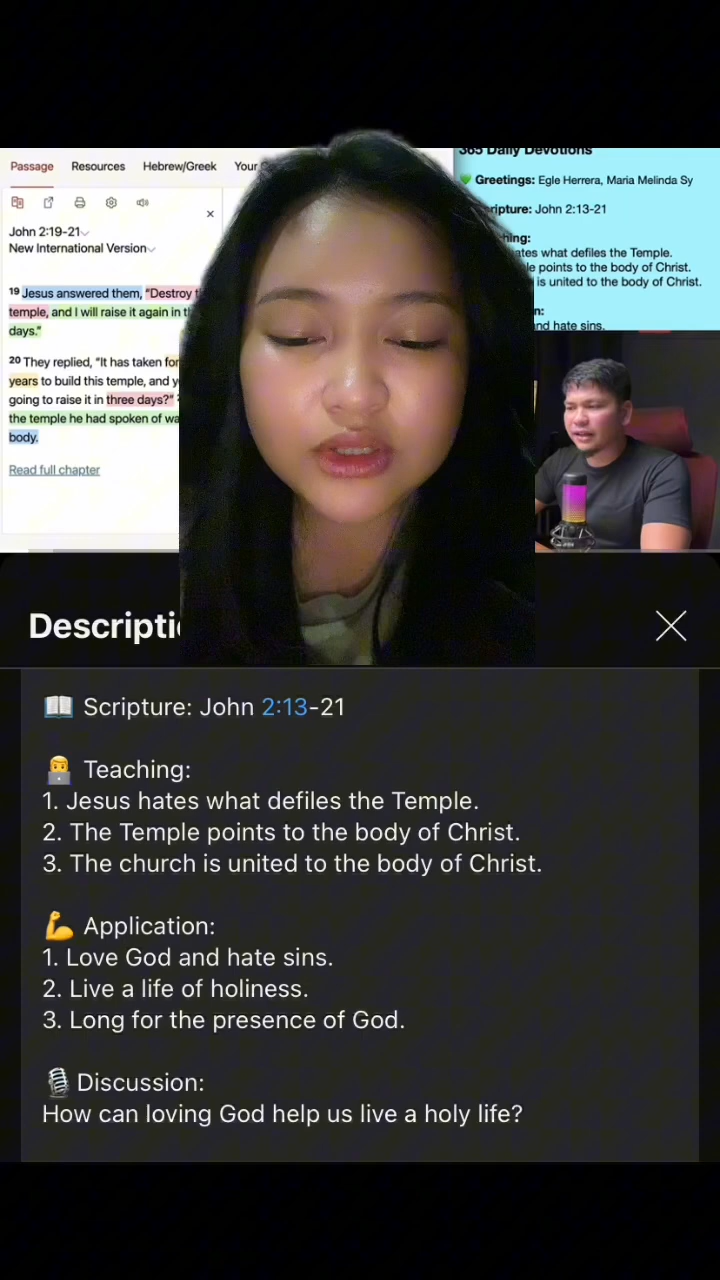 365 Daily Devotions
Passage Resources Hebrew/Greek Your
💚 Greetings: Egle Herrera, Maria Melinda Sy
John 2:19-21
New International Version
Scripture: John 2:13-21
hing:
ates what defiles the Temple.
le points to the body of Christ.
is united to the body of Christ.
n:
and hate sins.
19 Jesus answered them, “Destroy
temple, and I will raise it again in
days.”
20 They replied, “It has taken
years to build this temple, and
going to raise it in three days?”
the temple he had spoken of
body.
Read full chapter
📖 Scripture: John 2:13-21
👨‍💻 Teaching:
1. Jesus hates what defiles the Temple.
2. The Temple points to the body of Christ.
3. The church is united to the body of Christ.
💪 Application:
1. Love God and hate sins.
2. Live a life of holiness.
3. Long for the presence of God.
🎙️ Discussion:
How can loving God help us live a holy life?